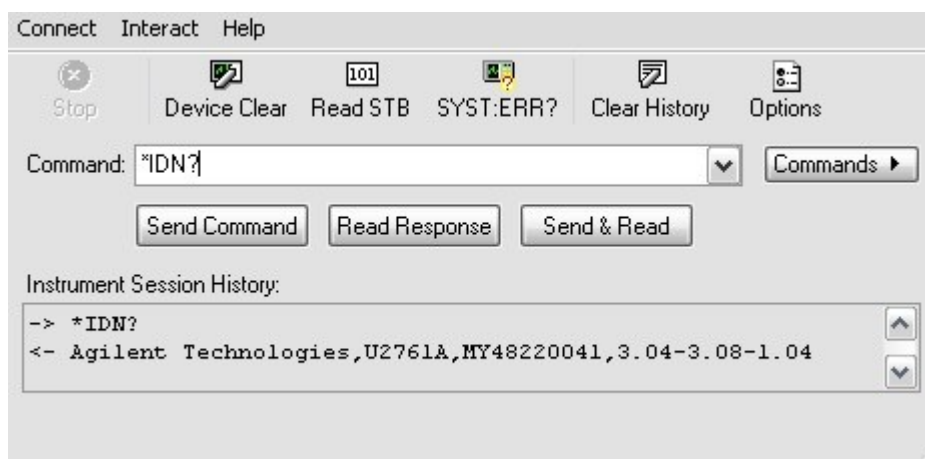 Connect Interact Help
Stop Device Clear Read STB SYST:ERR? Clear History Options
Command: *IDN? Commands
Send Command Read Response Send & Read
Instrument Session History:
-> *IDN?
<- Agilent Technologies,U2761A,MY48220041,3.04-3.08-1.04